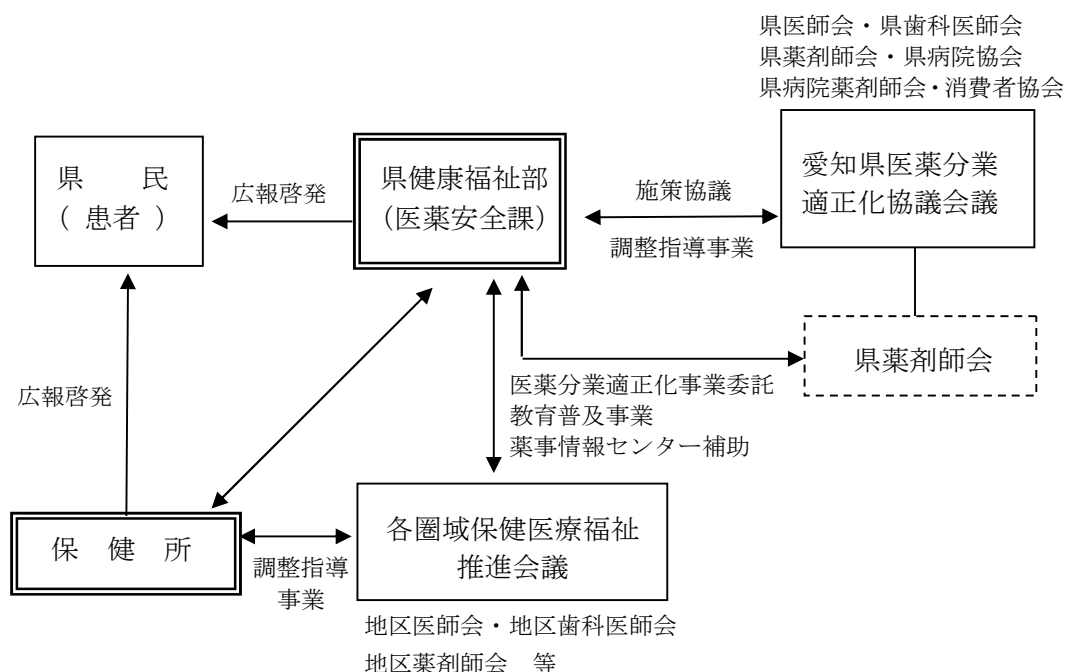 県医師会・県歯科医師会
県薬剤師会・県病院協会
県病院薬剤師会・消費者協会
県　民
（ 患者 ）
広報啓発
県健康福祉部
（医薬安全課）
施策協議
調整指導事業
愛知県医薬分業
適正化協議会議
県薬剤師会
医薬分業適正化事業委託
教育普及事業
薬事情報センター補助
広報啓発
保　健　所
調整指導
事業
各圏域保健医療福祉
推進会議
地区医師会・地区歯科医師会
地区薬剤師会　等